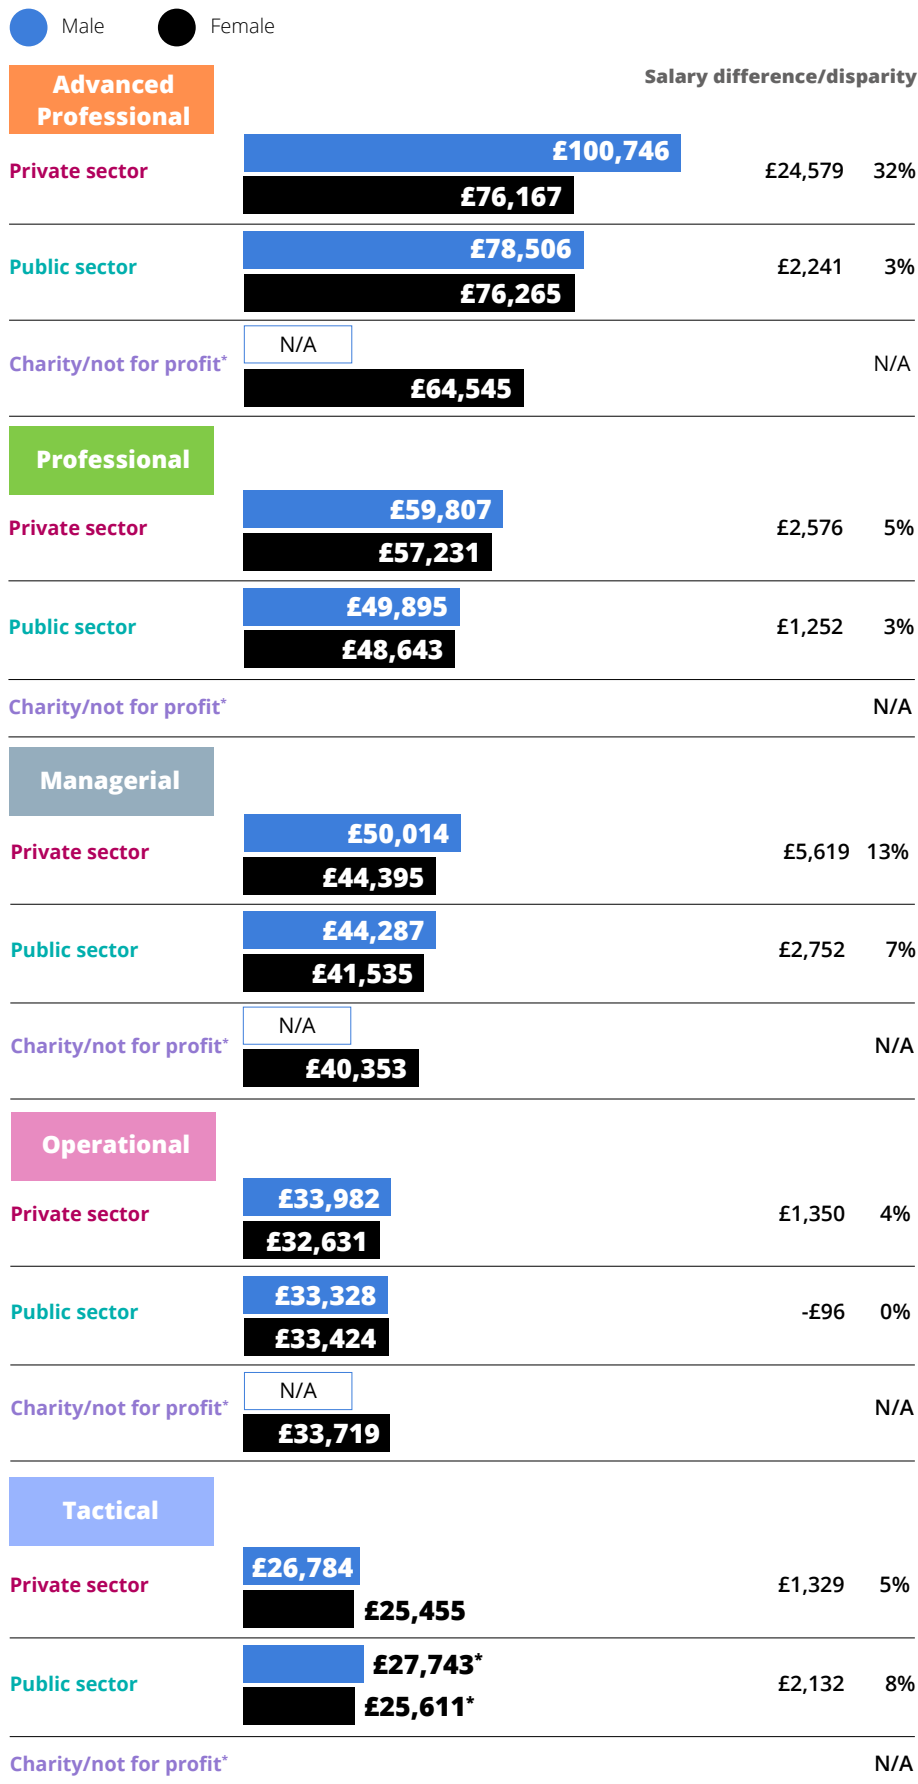 Male Female
Advanced
Professional
Salary difference/disparity
£100,746
Private sector £24,579 32%
£76,167
£78,506
Public sector £2,241 3%
£76,265
N/A
Charity/not for profit* N/A
£64,545
Professional
£59,807
Private sector £2,576 5%
£57,231
£49,895
Public sector £1,252 3%
£48,643
Charity/not for profit* N/A
Managerial
£50,014
Private sector £5,619 13%
£44,395
£44,287
Public sector £2,752 7%
£41,535
N/A
Charity/not for profit* N/A
£40,353
Operational
£33,982
Private sector £1,350 4%
£32,631
£33,328
Public sector -£96 0%
£33,424
N/A
Charity/not for profit* N/A
£33,719
Tactical
£26,784
Private sector £1,329 5%
£25,455
£27,743*
Public sector £2,132 8%
£25,611*
Charity/not for profit* N/A